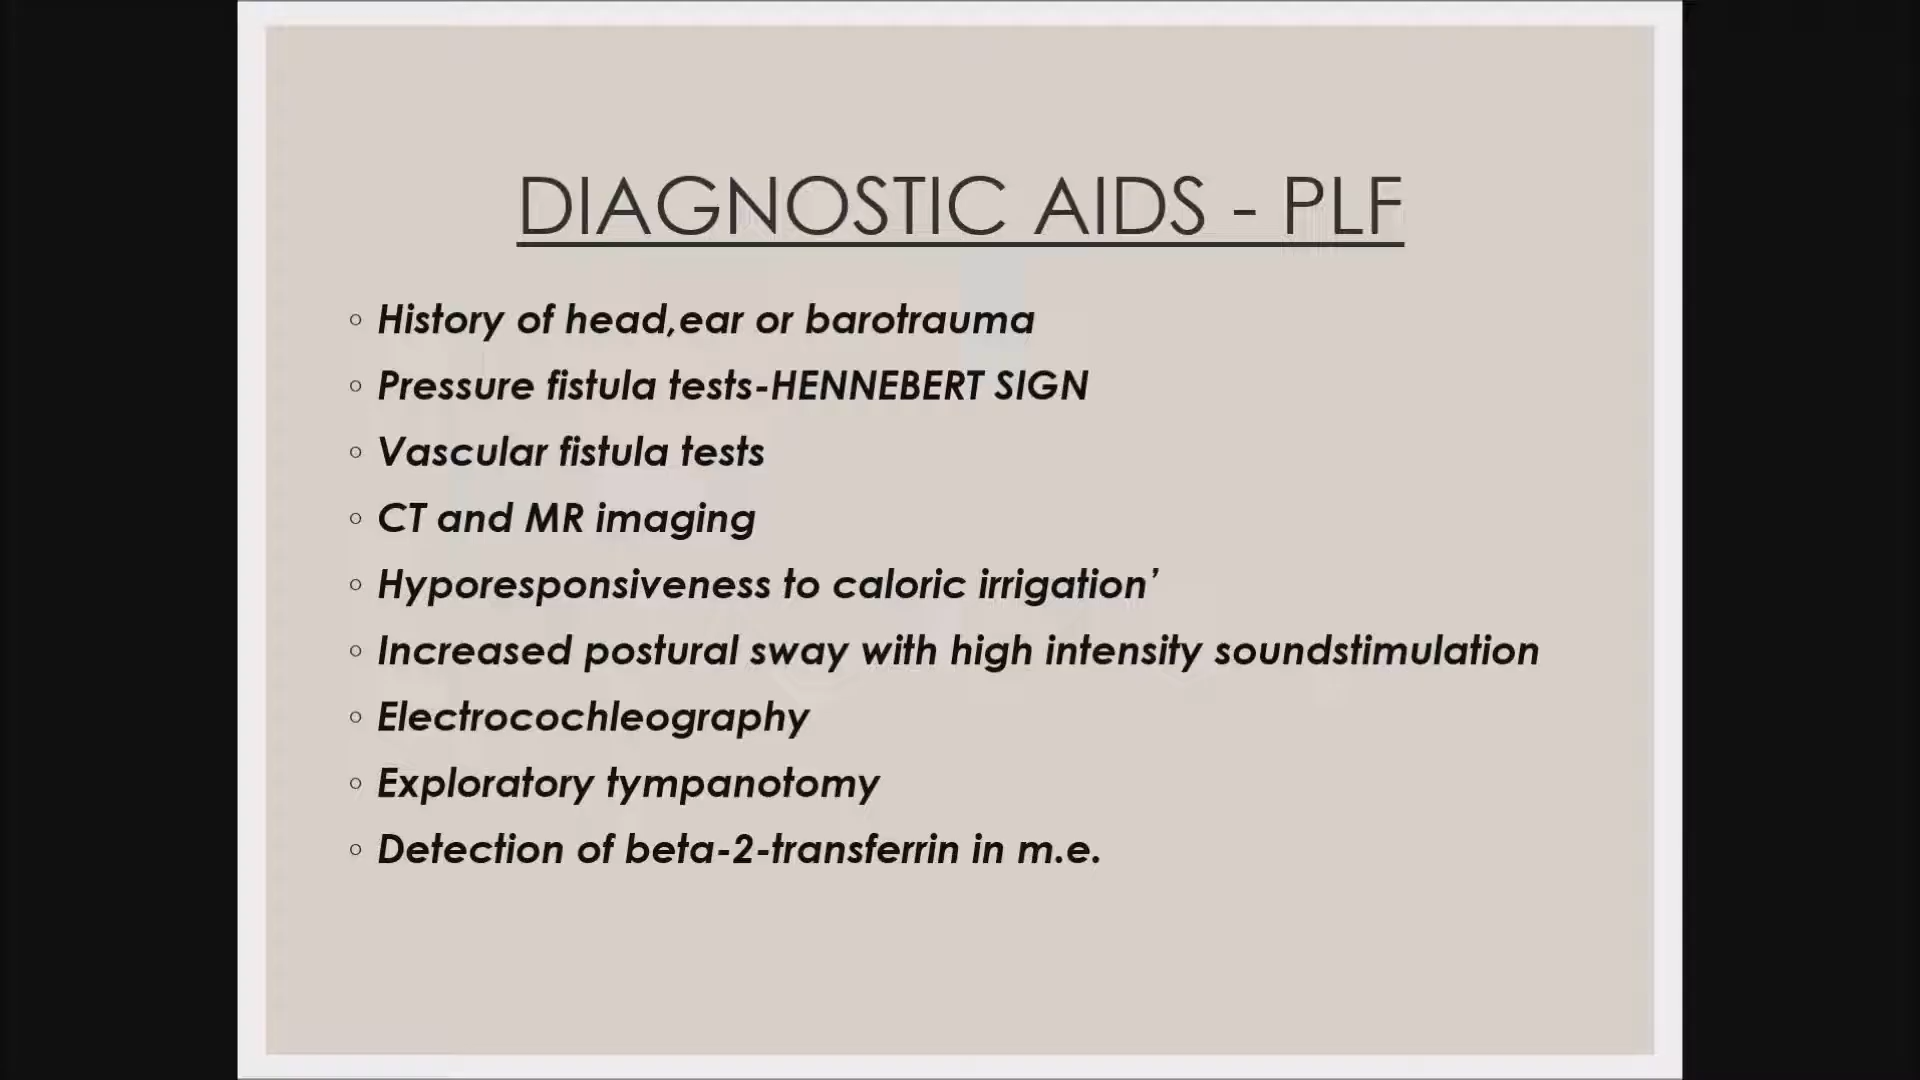 DIAGNOSTIC AIDS - PLF
◦ History of head,ear or barotrauma
◦ Pressure fistula tests-HENNEBERT SIGN
◦ Vascular fistula tests
◦ CT and MR imaging
◦ Hyporesponsiveness to caloric irrigation’
◦ Increased postural sway with high intensity soundstimulation
◦ Electrocochleography
◦ Exploratory tympanotomy
◦ Detection of beta-2-transferrin in m.e.